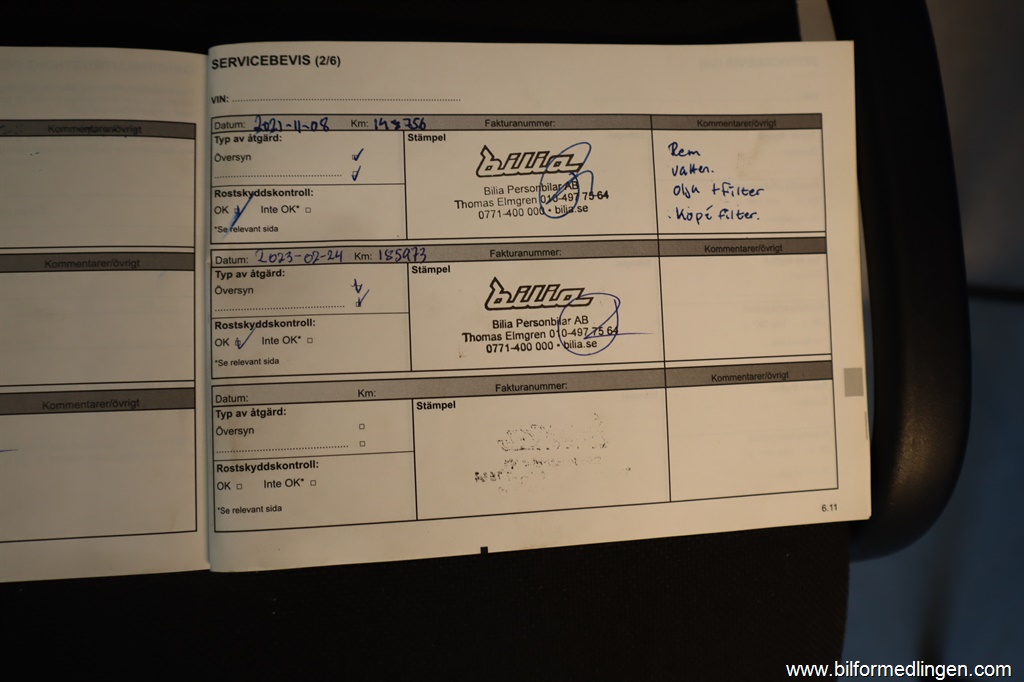 SERVICEBEVIS (2/6)
VIN:
Kommentarer/övrigt
Datum: 2021-11-08 Km: 148756 Fakturanummer: Kommentarer/övrigt
Typ av åtgärd: Stämpel
Översyn
bilia
Bilia Personbilar AB
Thomas Elmgren 010-497 75 64
0771-400 000 • bilia.se
Rem
vatten.
olja + filter
Kopé filter.
Rostskyddskontroll:
OK Inte OK*
*Se relevant sida
Kommentarer/övrigt
Datum: 2023-02-24 Km: 185973 Fakturanummer: Kommentarer/övrigt
Typ av åtgärd: Stämpel
Översyn
bilia
Bilia Personbilar AB
Thomas Elmgren 010-497 75 64
0771-400 000 • bilia.se
Rostskyddskontroll:
OK Inte OK*
*Se relevant sida
Kommentarer/övrigt
Datum: Km: Fakturanummer: Kommentarer/övrigt
Typ av åtgärd: Stämpel
Översyn
Rostskyddskontroll:
OK Inte OK*
*Se relevant sida
6.11
www.bilformedlingen.com